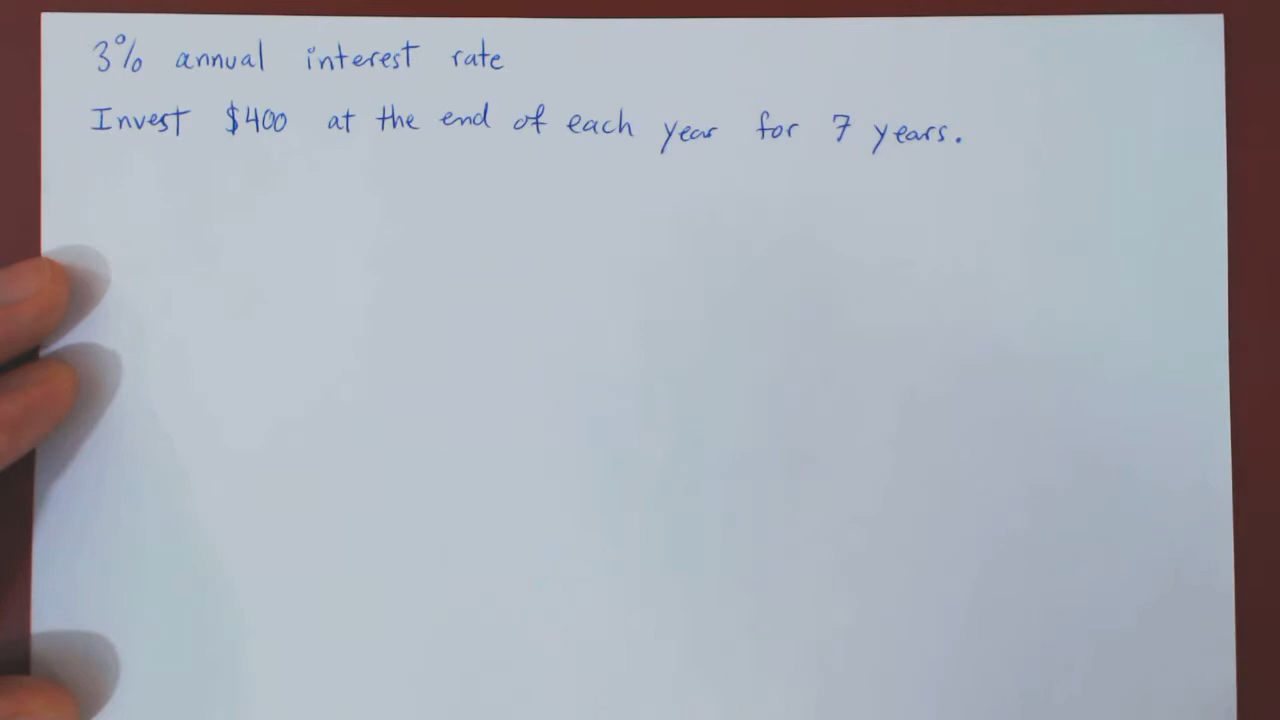 3% annual interest rate
Invest $400 at the end of each year for 7 years.